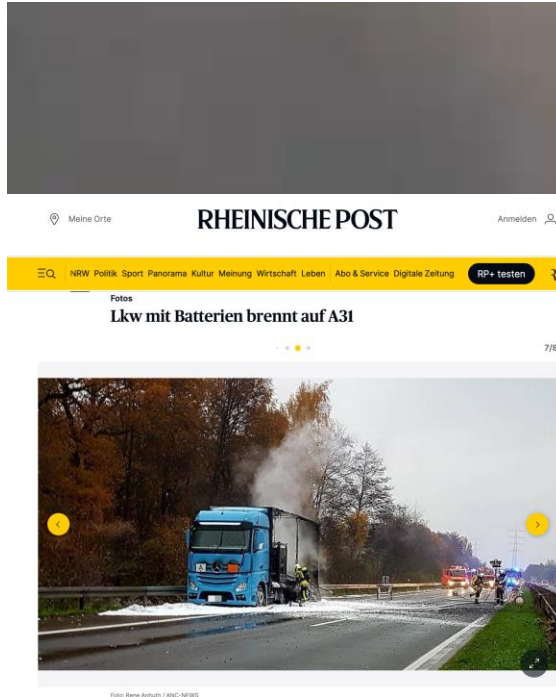 Meine Orte
RHEINISCHE POST
Anmelden
NRW Politik Sport Panorama Kultur Meinung Wirtschaft Leben Abo & Service Digitale Zeitung RP+ testen
Fotos
Lkw mit Batterien brennt auf A31
7/8
A
Foto: Rene Anhuth / ANC-NEWS